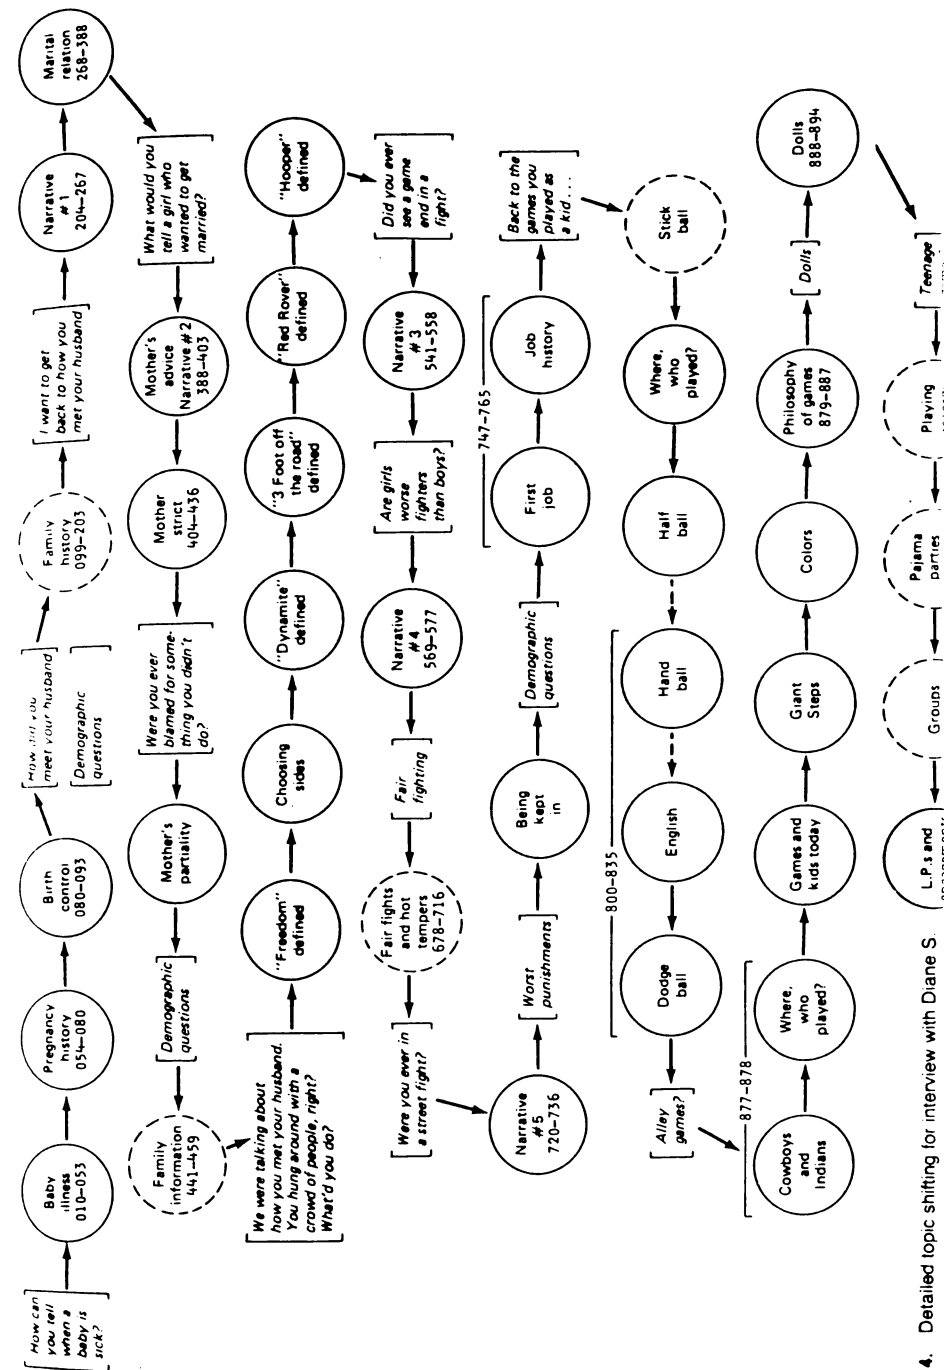 How can
you tell
when a
baby is
sick?
Baby
illness
010-053
Pregnancy
history
054-080
Birth
control
080-093
How did you
meet your husband
Demographic
questions
Family
history
099-203
I want to get
back to how you
met your husband
Narrative
# 1
204-267
Marital
relation
268-388
What would you
tell a girl who
wanted to get
married?
Mother's
advice
Narrative # 2
388-403
Mother
strict
404-436
Were you ever
blamed for some-
thing you didn't
do?
Mother's
partiality
Demographic
questions
Family
information
441-459
We were talking about
how you met your husband.
You hung around with a
crowd of people, right?
What'd you do?
"Freedom"
defined
Choosing
sides
"Dynamite"
defined
"3 Foot off
the road"
defined
"Red Rover"
defined
"Hooper"
defined
Did you ever
see a game
end in a
fight?
Narrative
# 3
541-558
Are girls
worse
fighters
than boys?
Narrative
#4
569-577
Fair
fighting
Fair fights
and hot
tempers
678-716
Were you ever in
a street fight?
Narrative
#5
720-736
Worst
punishments
Being
kept
in
Demographic
questions
747-765
First
job
Job
history
Back to the
games you
played as
a kid....
Stick
ball
Where,
who
played?
Half
ball
800-835
Hand
ball
English
Dodge
ball
Alley
games?
877-878
Cowboys
and
Indians
Where,
who
played?
Games and
kids today
Giant
Steps
Colors
Philosophy
of games
879-887
Dolls
Dolls
888-894
Teenage
Playing
Pajama
parties
Groups
L.P.s and
4. Detailed topic shifting for interview with Diane S.